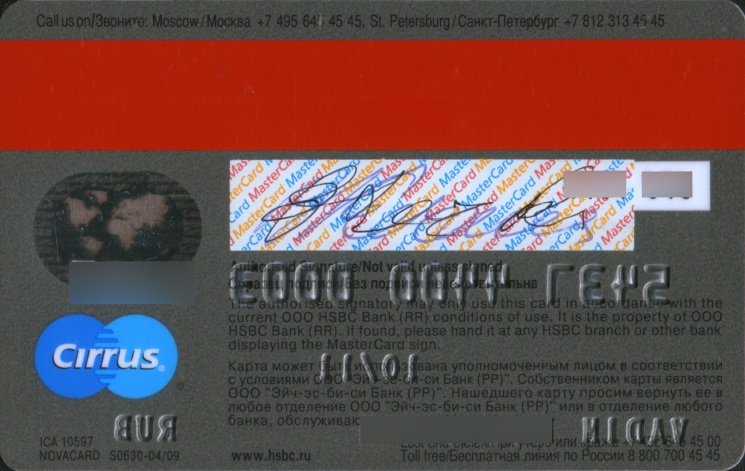 Call us on/Звоните: Moscow/Москва +7 495 645 45 45, St. Petersburg/Санкт-Петербург +7 812 313 45 45
MasterCard MasterCard MasterCard
Authorised Signature/Not valid unless signed
Образец подписи/Без подписи недействительна
The authorised signatory may only use this card in accordance with the
current OOO HSBC Bank (RR) conditions of use. It is the property of OOO
HSBC Bank (RR). If found, please hand it at any HSBC branch or other bank
displaying the MasterCard sign.
Cirrus®
Карта может быть использована уполномоченным лицом в соответствии
с условиями ООО "Эйч-эс-би-си Банк (РР)". Собственником карты является
ООО "Эйч-эс-би-си Банк (РР)". Нашедшего карту просим вернуть ее в
любое отделение ООО "Эйч-эс-би-си Банк (РР)" или в отделение любого
банка, обслуживаю
RUB
VADIM
ICA 10597
NOVACARD S0630-04/09
www.hsbc.ru
Toll free/Бесплатная линия по России 8 800 700 45 45